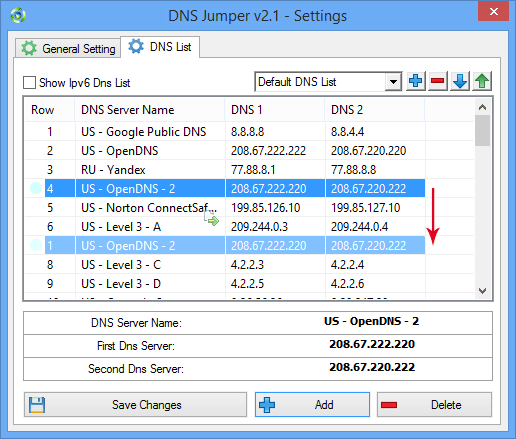 DNS Jumper v2.1 - Settings
General Setting DNS List
Show Ipv6 Dns List Default DNS List
Row DNS Server Name DNS 1 DNS 2
1 US - Google Public DNS 8.8.8.8 8.8.4.4
2 US - OpenDNS 208.67.222.222 208.67.220.220
3 RU - Yandex 77.88.8.1 77.88.8.8
4 US - OpenDNS - 2 208.67.222.220 208.67.220.222
5 US - Norton ConnectSaf... 199.85.126.10 199.85.127.10
6 US - Level 3 - A 209.244.0.3 209.244.0.4
1 US - OpenDNS - 2 208.67.222.220 208.67.220.222
8 US - Level 3 - C 4.2.2.3 4.2.2.4
9 US - Level 3 - D 4.2.2.5 4.2.2.6
DNS Server Name: US - OpenDNS - 2
First Dns Server: 208.67.222.220
Second Dns Server: 208.67.220.222
Save Changes Add Delete